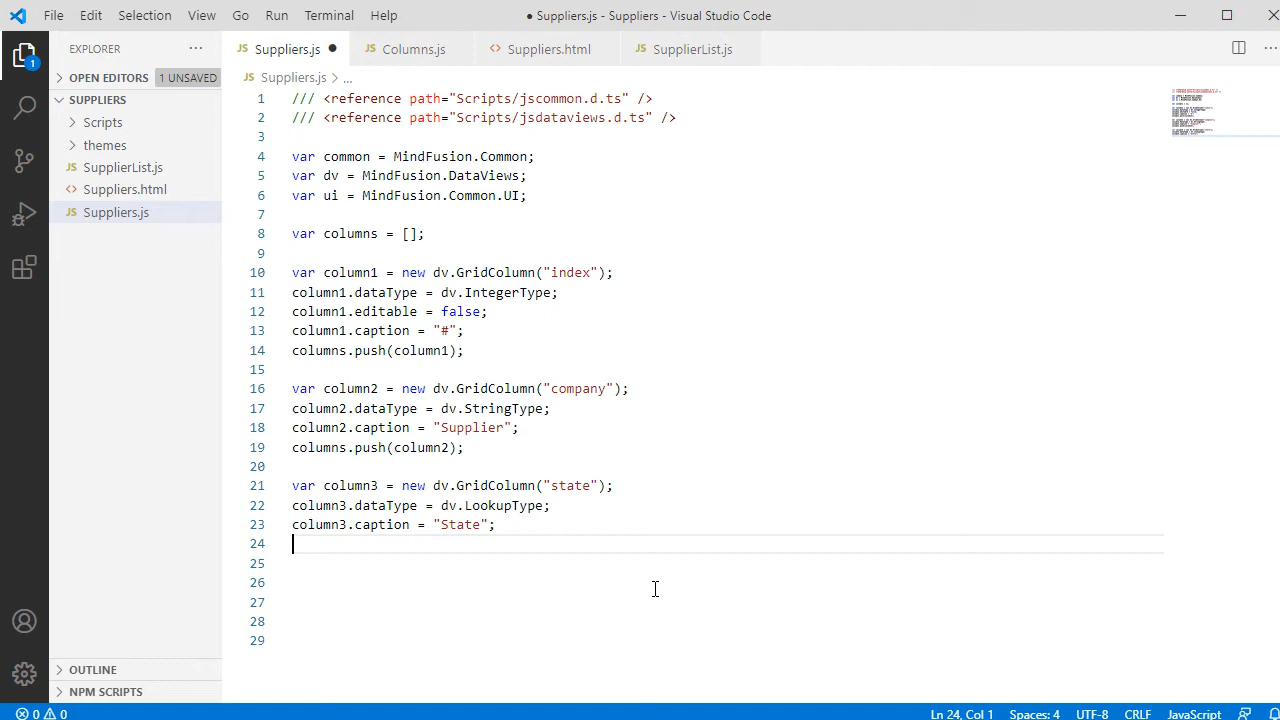 File Edit Selection View Go Run Terminal Help
● Suppliers.js - Suppliers - Visual Studio Code
EXPLORER ...
OPEN EDITORS 1 UNSAVED
SUPPLIERS
Scripts
themes
JS SupplierList.js
<> Suppliers.html
JS Suppliers.js
OUTLINE
NPM SCRIPTS
1
JS Suppliers.js ● JS Columns.js <> Suppliers.html JS SupplierList.js ...
JS Suppliers.js > ...
1 /// <reference path="Scripts/jscommon.d.ts" />
2 /// <reference path="Scripts/jsdataviews.d.ts" />
3
4 var common = MindFusion.Common;
5 var dv = MindFusion.DataViews;
6 var ui = MindFusion.Common.UI;
7
8 var columns = [];
9
10 var column1 = new dv.GridColumn("index");
11 column1.dataType = dv.IntegerType;
12 column1.editable = false;
13 column1.caption = "#";
14 columns.push(column1);
15
16 var column2 = new dv.GridColumn("company");
17 column2.dataType = dv.StringType;
18 column2.caption = "Supplier";
19 columns.push(column2);
20
21 var column3 = new dv.GridColumn("state");
22 column3.dataType = dv.LookupType;
23 column3.caption = "State";
24
25
26
27
28
29
0 0 Ln 24, Col 1 Spaces: 4 UTF-8 CRLF JavaScript